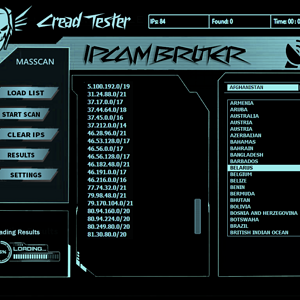 Cread Tester
IPs: 84
Found: 0
Time: 00 : 0
MASSCAN
IPCAM BRUTER
LOAD LIST
START SCAN
CLEAR IPS
RESULTS
SETTINGS
ading Results
LOADING...
5.100.192.0/19
31.24.88.0/21
37.17.0.0/17
37.44.64.0/18
37.45.0.0/16
37.212.0.0/14
46.28.96.0/21
46.53.128.0/17
46.56.0.0/17
46.56.128.0/17
46.182.48.0/21
46.191.0.0/17
46.216.0.0/16
77.74.32.0/21
79.98.48.0/21
79.170.104.0/21
80.94.160.0/20
80.94.224.0/20
80.249.80.0/20
81.30.80.0/20
AFGHANISTAN
ARMENIA
ARUBA
AUSTRALIA
AUSTRIA
AUSTRIA
AZERBAIJAN
BAHAMAS
BAHRAIN
BANGLADESH
BARBADOS
BELARUS
BELGIUM
BELIZE
BENIN
BERMUDA
BHUTAN
BOLIVIA
BOSNIA AND HERZEGOVINA
BOTSWANA
BRAZIL
BRITISH INDIAN OCEAN